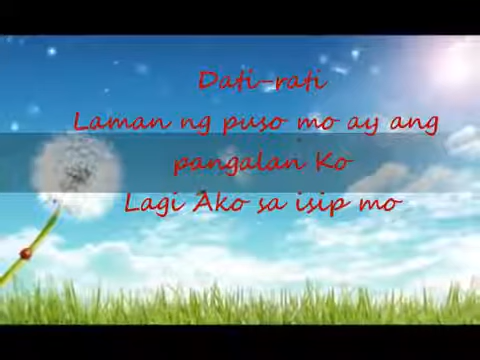 Dati-rati
Laman ng puso mo ay ang
pangalan Ko
Lagi Ako sa isip mo